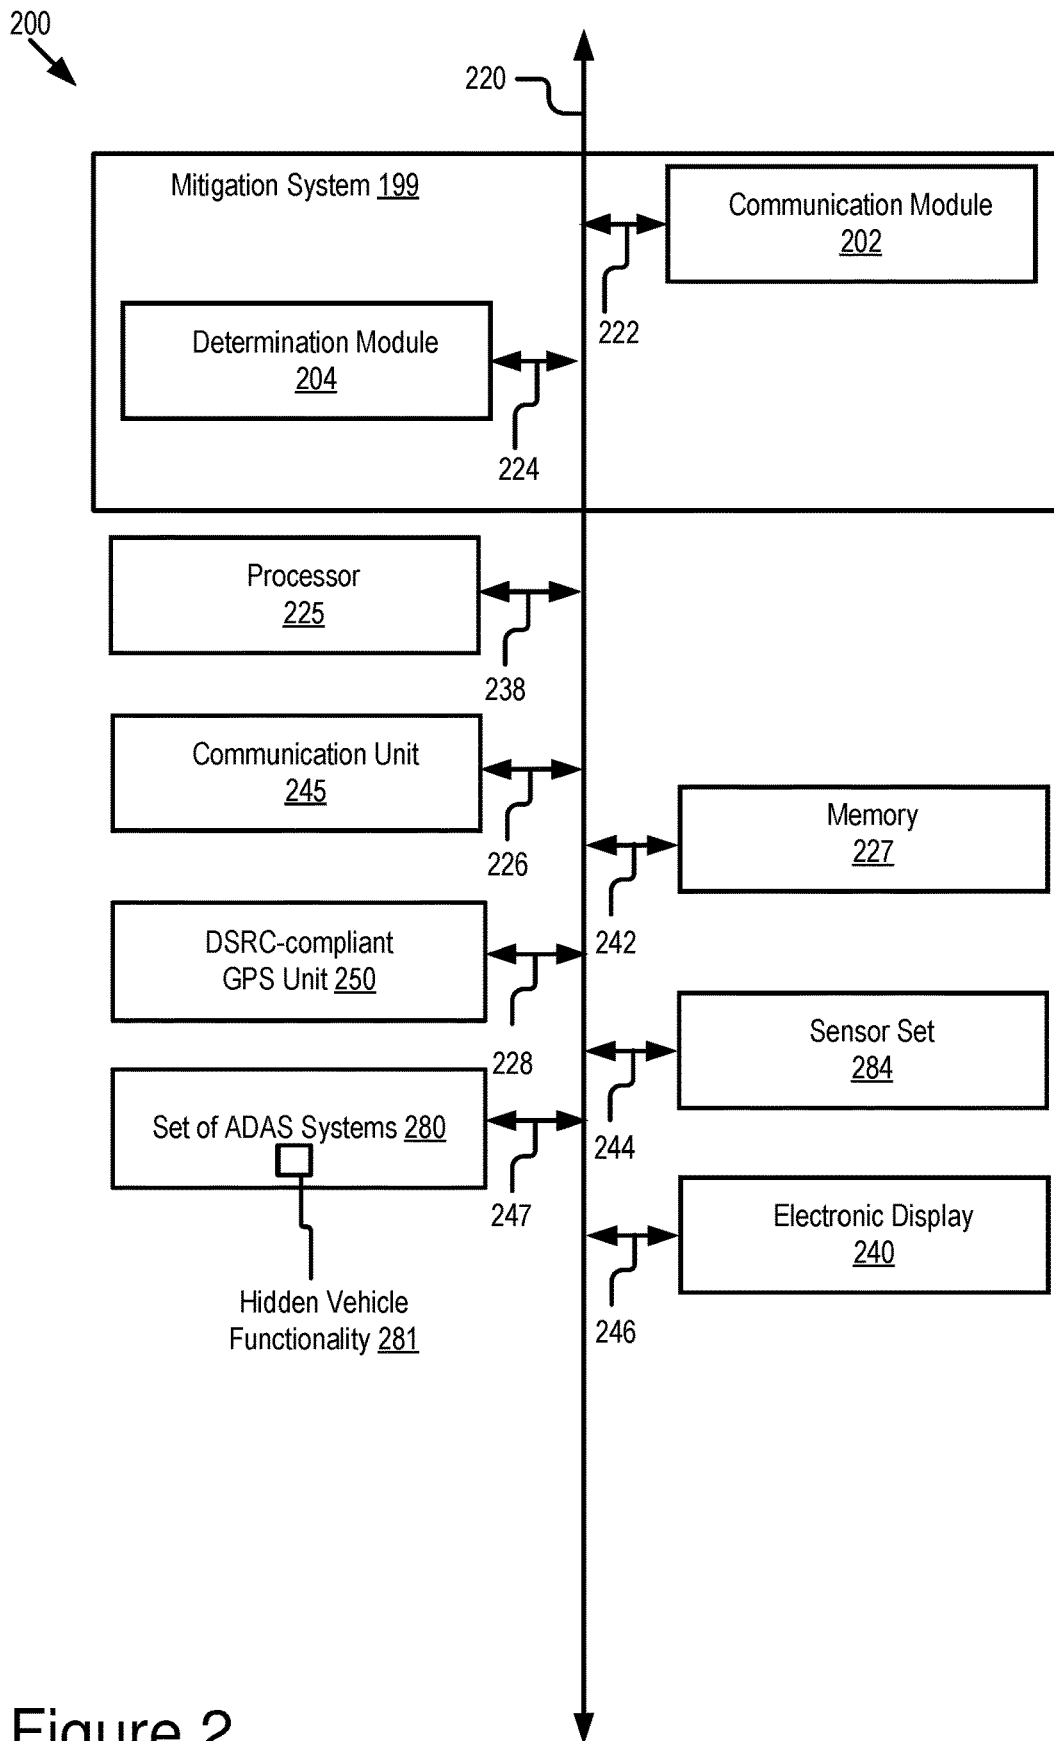 200
220
Mitigation System 199
Communication Module
202
222
Determination Module
204
224
Processor
225
238
Communication Unit
245
226
Memory
227
242
DSRC-compliant
GPS Unit 250
228
Sensor Set
284
244
Set of ADAS Systems 280
247
Electronic Display
240
246
Hidden Vehicle
Functionality 281
Figure 2